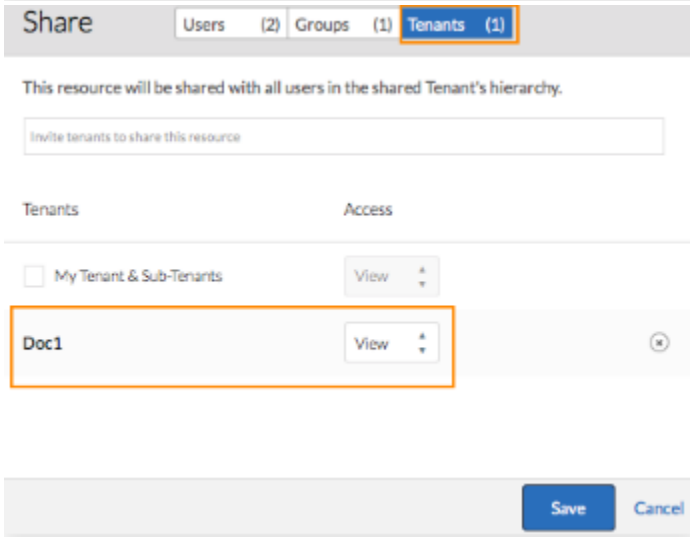 Share Users (2) Groups (1) Tenants (1)
This resource will be shared with all users in the shared Tenant's hierarchy.
Invite tenants to share this resource
Tenants Access
My Tenant & Sub-Tenants View
Doc1 View
Save Cancel